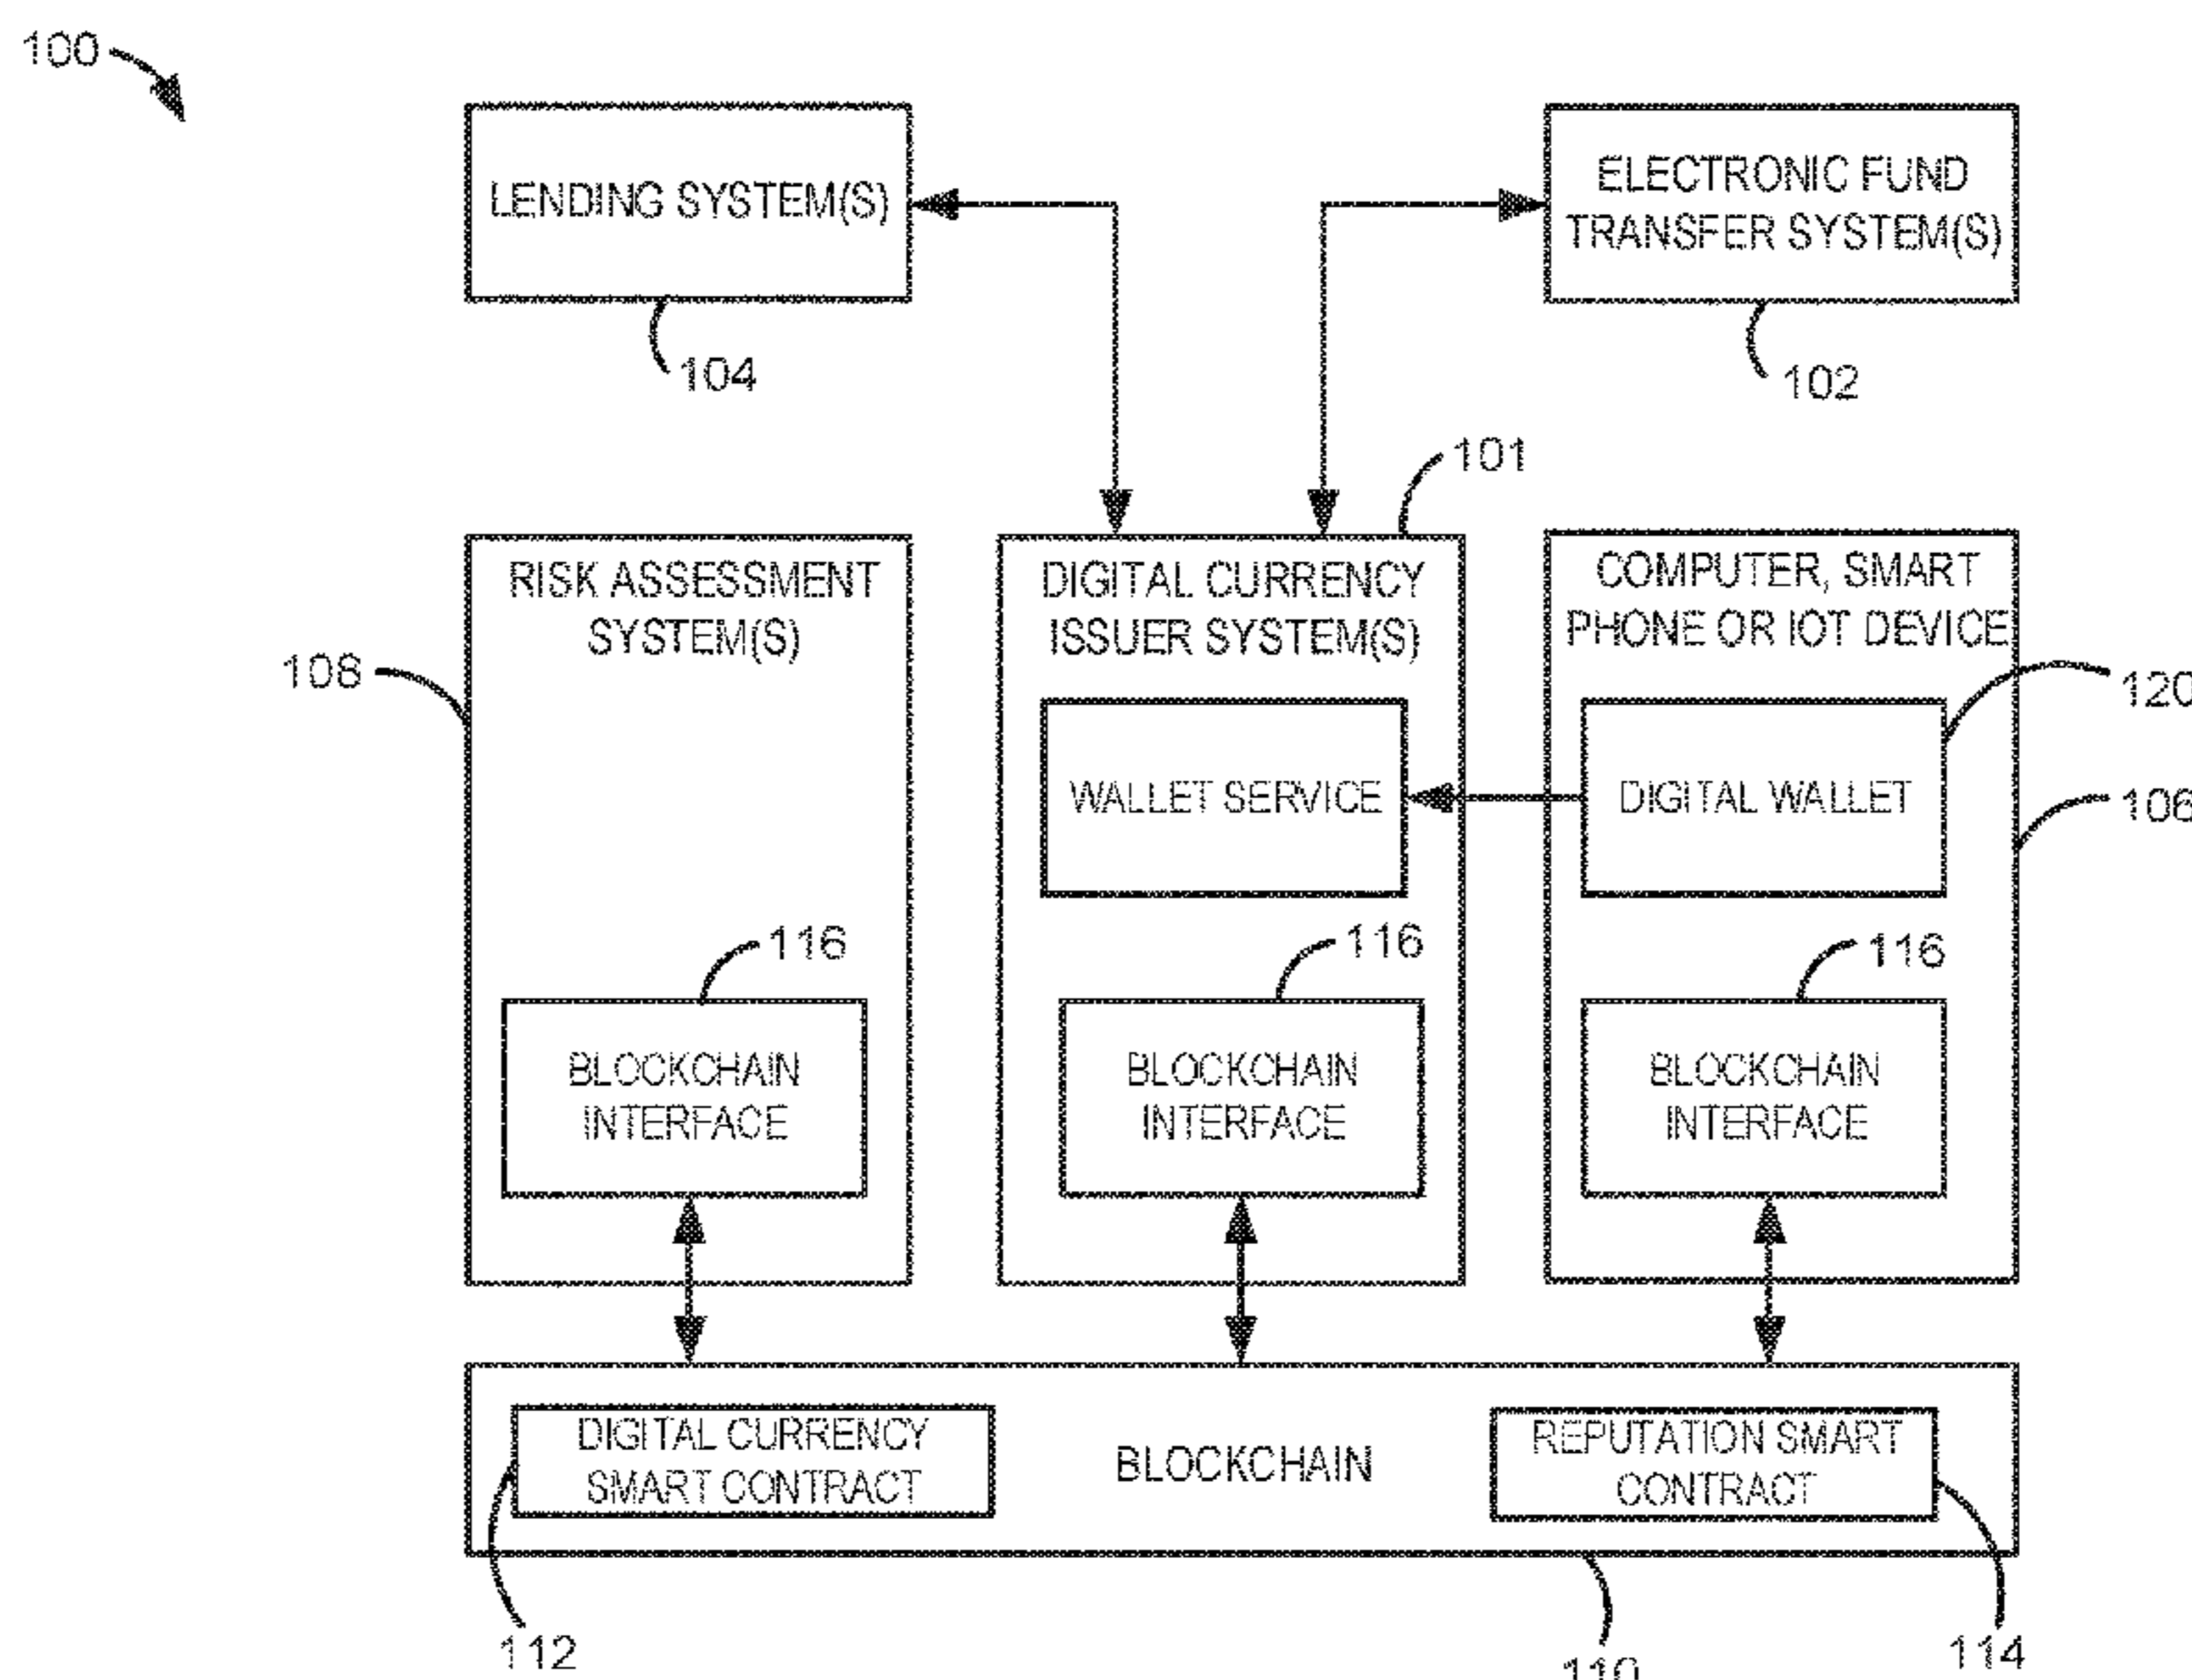 100
LENDING SYSTEM(S)
ELECTRONIC FUND
TRANSFER SYSTEM(S)
104
102
101
RISK ASSESSMENT
SYSTEM(S)
DIGITAL CURRENCY
ISSUER SYSTEM(S)
COMPUTER, SMART
PHONE OR IOT DEVICE
108
120
WALLET SERVICE
DIGITAL WALLET
106
116
116
116
BLOCKCHAIN
INTERFACE
BLOCKCHAIN
INTERFACE
BLOCKCHAIN
INTERFACE
DIGITAL CURRENCY
SMART CONTRACT
BLOCKCHAIN
REPUTATION SMART
CONTRACT
112
110
114